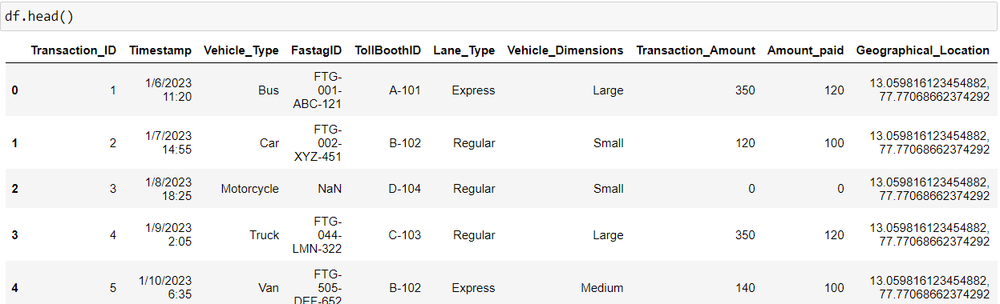 df.head()
Transaction_ID Timestamp Vehicle_Type FastagID TollBoothID Lane_Type Vehicle_Dimensions Transaction_Amount Amount_paid Geographical_Location
0 1 1/6/2023 11:20 Bus FTG-001-ABC-121 A-101 Express Large 350 120 13.059816123454882, 77.77068662374292
1 2 1/7/2023 14:55 Car FTG-002-XYZ-451 B-102 Regular Small 120 100 13.059816123454882, 77.77068662374292
2 3 1/8/2023 18:25 Motorcycle NaN D-104 Regular Small 0 0 13.059816123454882, 77.77068662374292
3 4 1/9/2023 2:05 Truck FTG-044-LMN-322 C-103 Regular Large 350 120 13.059816123454882, 77.77068662374292
4 5 1/10/2023 6:35 Van FTG-505-DEF-652 B-102 Express Medium 140 100 13.059816123454882, 77.77068662374292